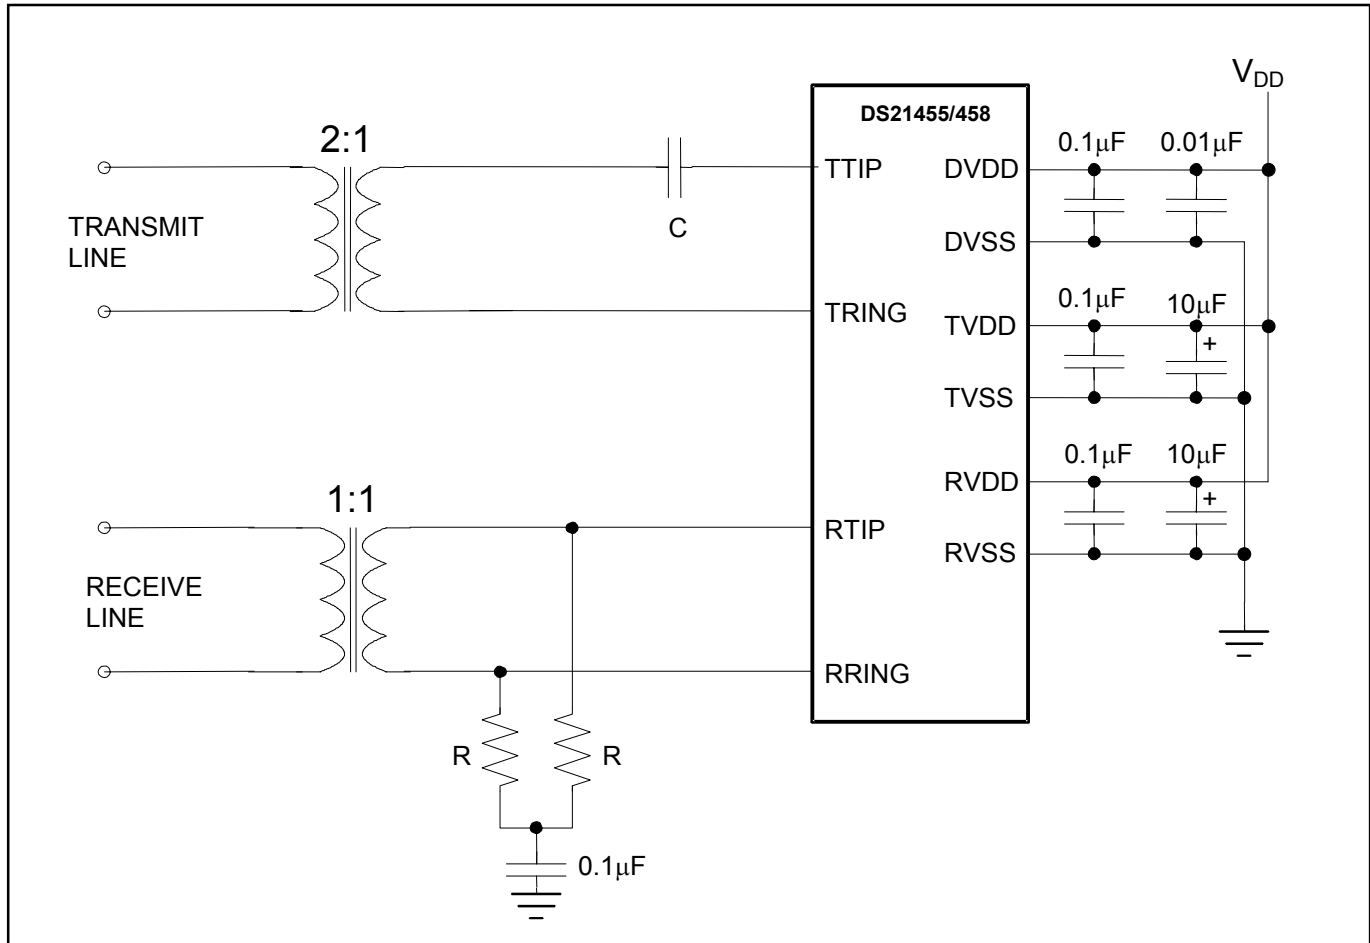 V_DD
DS21455/458
2:1
0.1µF 0.01µF
TTIP DVDD
TRANSMIT
LINE
C
DVSS
0.1µF 10µF
TRING TVDD
+
TVSS
0.1µF 10µF
1:1
RVDD
+
RTIP
RVSS
RECEIVE
LINE
RRING
R R
0.1µF